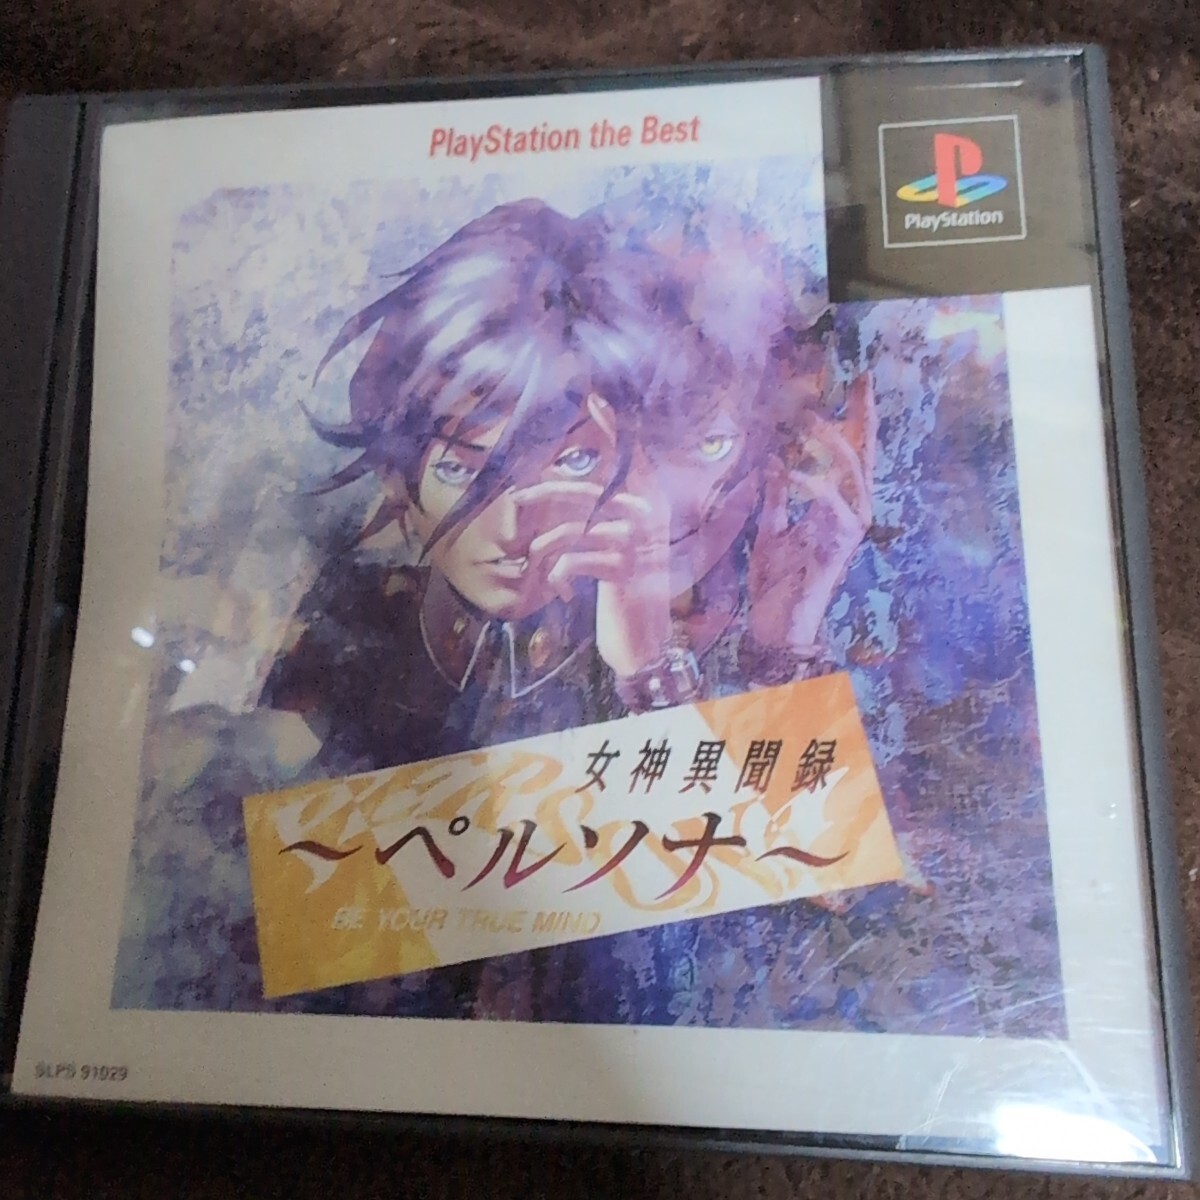 PlayStation the Best
PlayStation
女神異聞録
～ペルソナ～
BE YOUR TRUE MIND
SLPS 91029